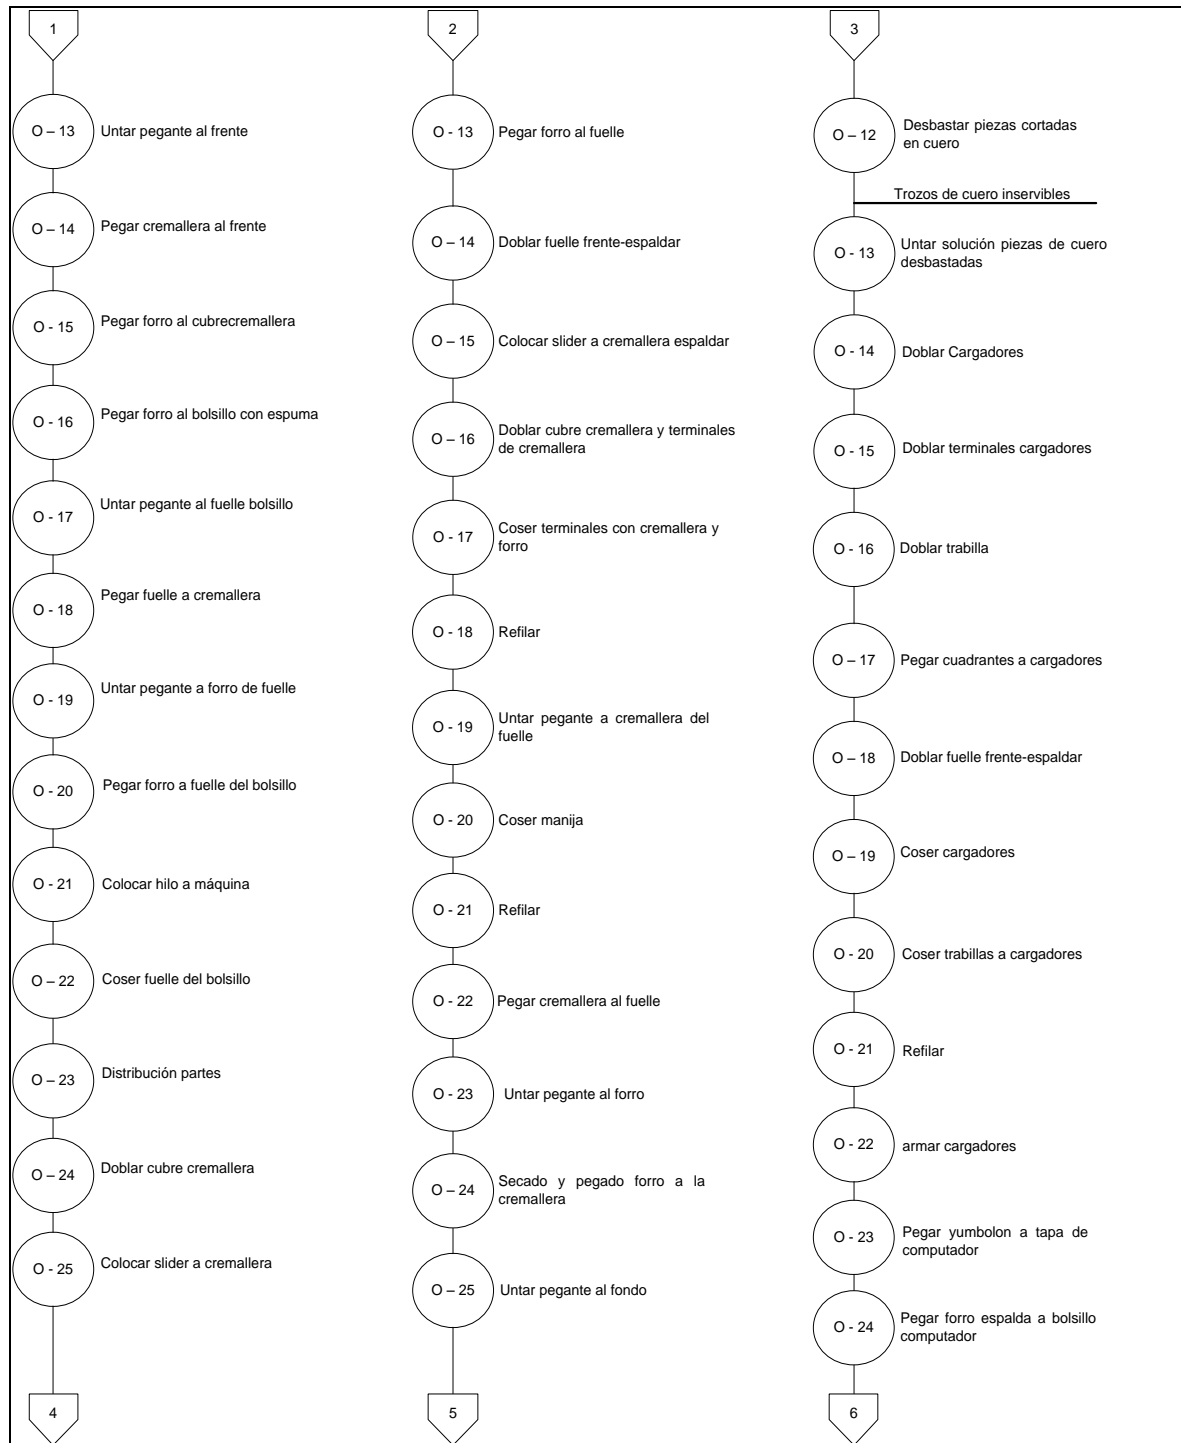 1
O – 13
Untar pegante al frente
O – 14
Pegar cremallera al frente
O - 15
Pegar forro al cubrecremallera
O - 16
Pegar forro al bolsillo con espuma
O - 17
Untar pegante al fuelle bolsillo
O - 18
Pegar fuelle a cremallera
O - 19
Untar pegante a forro de fuelle
O - 20
Pegar forro a fuelle del bolsillo
O - 21
Colocar hilo a máquina
O – 22
Coser fuelle del bolsillo
O – 23
Distribución partes
O – 24
Doblar cubre cremallera
O - 25
Colocar slider a cremallera
4
2
O - 13
Pegar forro al fuelle
O – 14
Doblar fuelle frente-espaldar
O – 15
Colocar slider a cremallera espaldar
O – 16
Doblar cubre cremallera y terminales
de cremallera
O - 17
Coser terminales con cremallera y
forro
O - 18
Refilar
O - 19
Untar pegante a cremallera del
fuelle
O - 20
Coser manija
O - 21
Refilar
O - 22
Pegar cremallera al fuelle
O - 23
Untar pegante al forro
O – 24
Secado y pegado forro a la
cremallera
O – 25
Untar pegante al fondo
5
3
O – 12
Desbastar piezas cortadas
en cuero
Trozos de cuero inservibles
O - 13
Untar solución piezas de cuero
desbastadas
O - 14
Doblar Cargadores
O - 15
Doblar terminales cargadores
O - 16
Doblar trabilla
O – 17
Pegar cuadrantes a cargadores
O – 18
Doblar fuelle frente-espaldar
O – 19
Coser cargadores
O - 20
Coser trabillas a cargadores
O - 21
Refilar
O - 22
armar cargadores
O - 23
Pegar yumbolon a tapa de
computador
O - 24
Pegar forro espalda a bolsillo
computador
6